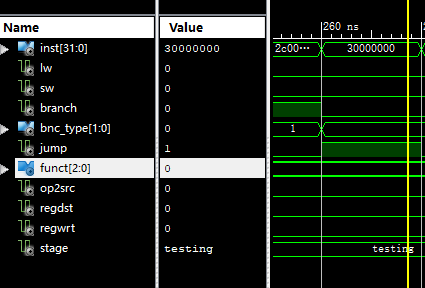 Name Value
260 ns
inst[31:0] 30000000 2c00··· 30000000
lw 0
sw 0
branch 0
bnc_type[1:0] 0 1
jump 1
funct[2:0] 0
op2src 0
regdst 0
regwrt 0
stage testing testing